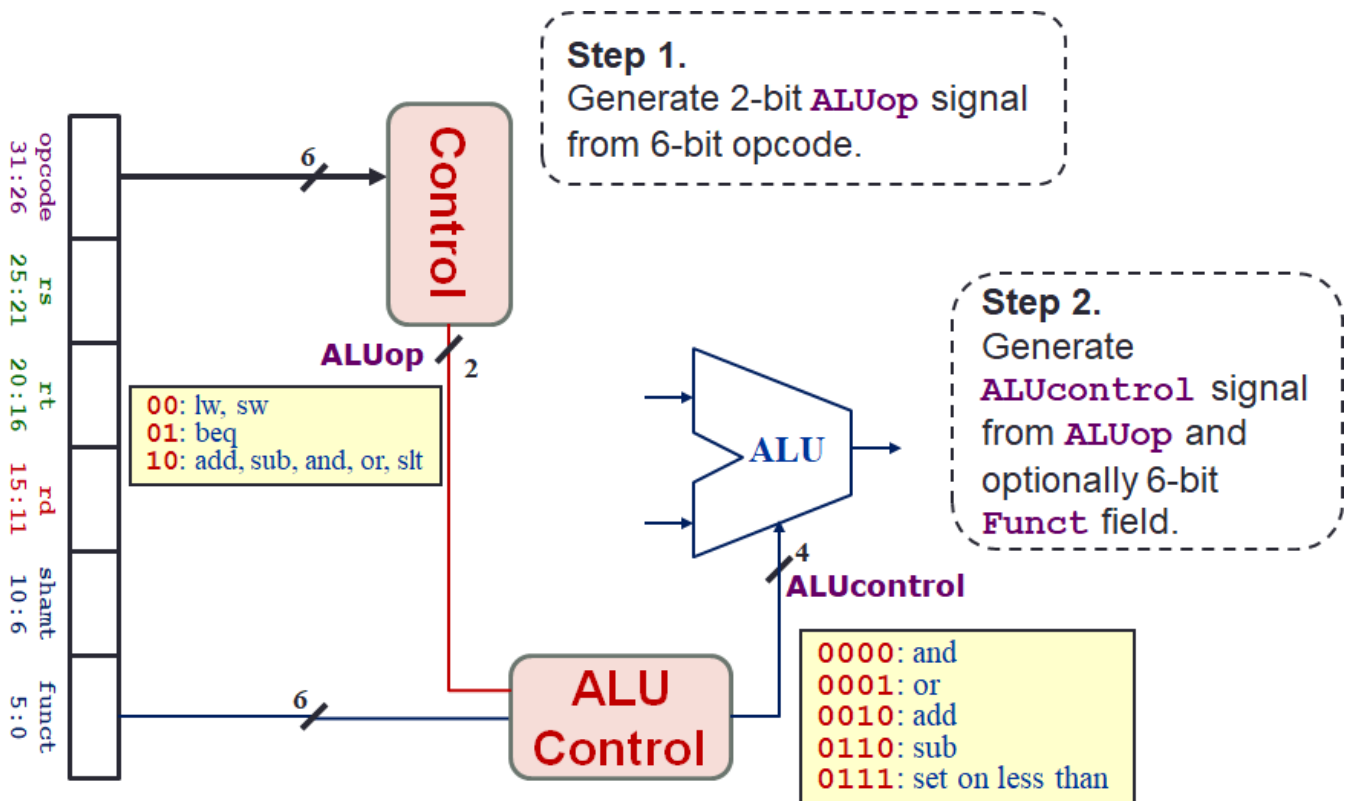 Step 1.
Generate 2-bit ALUop signal
from 6-bit opcode.
opcode
31:26
rs
25:21
rt
20:16
rd
15:11
shamt
10:6
funct
5:0
6
Control
ALUop
2
00: lw, sw
01: beq
10: add, sub, and, or, slt
Step 2.
Generate
ALUcontrol signal
from ALUop and
optionally 6-bit
Funct field.
ALU
4
ALUcontrol
6
ALU
Control
0000: and
0001: or
0010: add
0110: sub
0111: set on less than